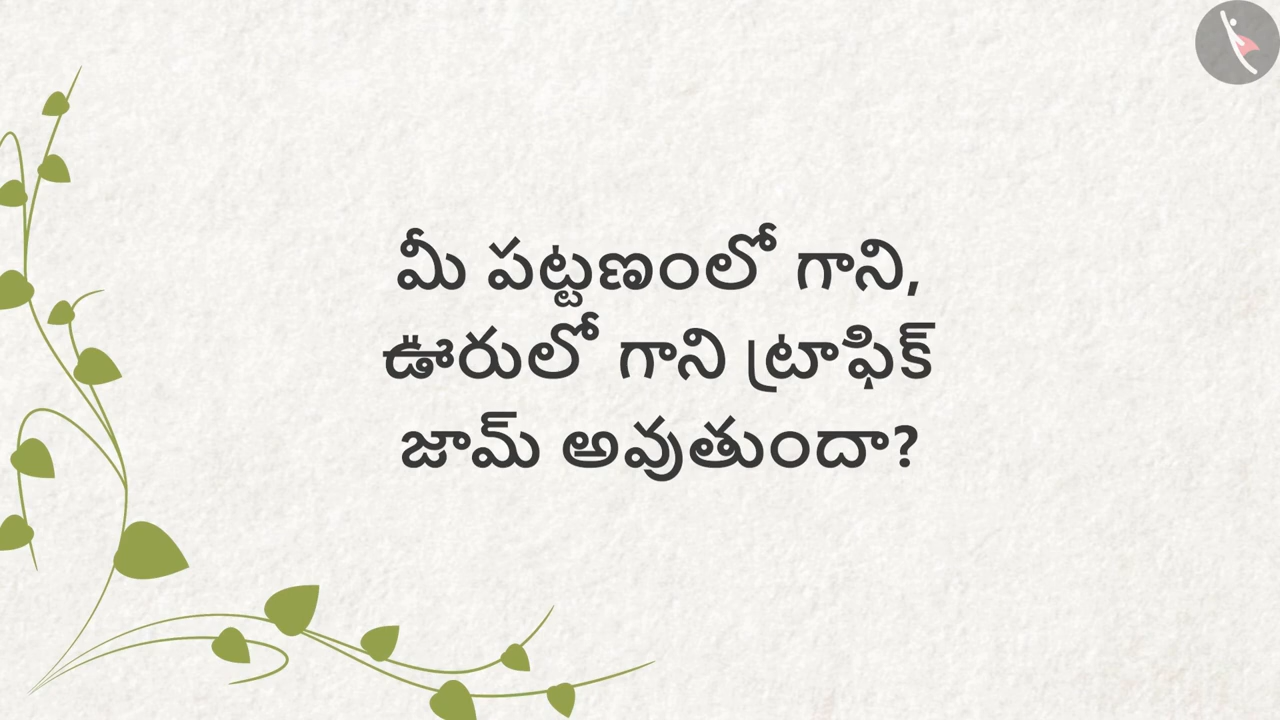 మీ పట్టణంలో గాని,
ఊరులో గాని ట్రాఫిక్
జామ్ అవుతుందా?